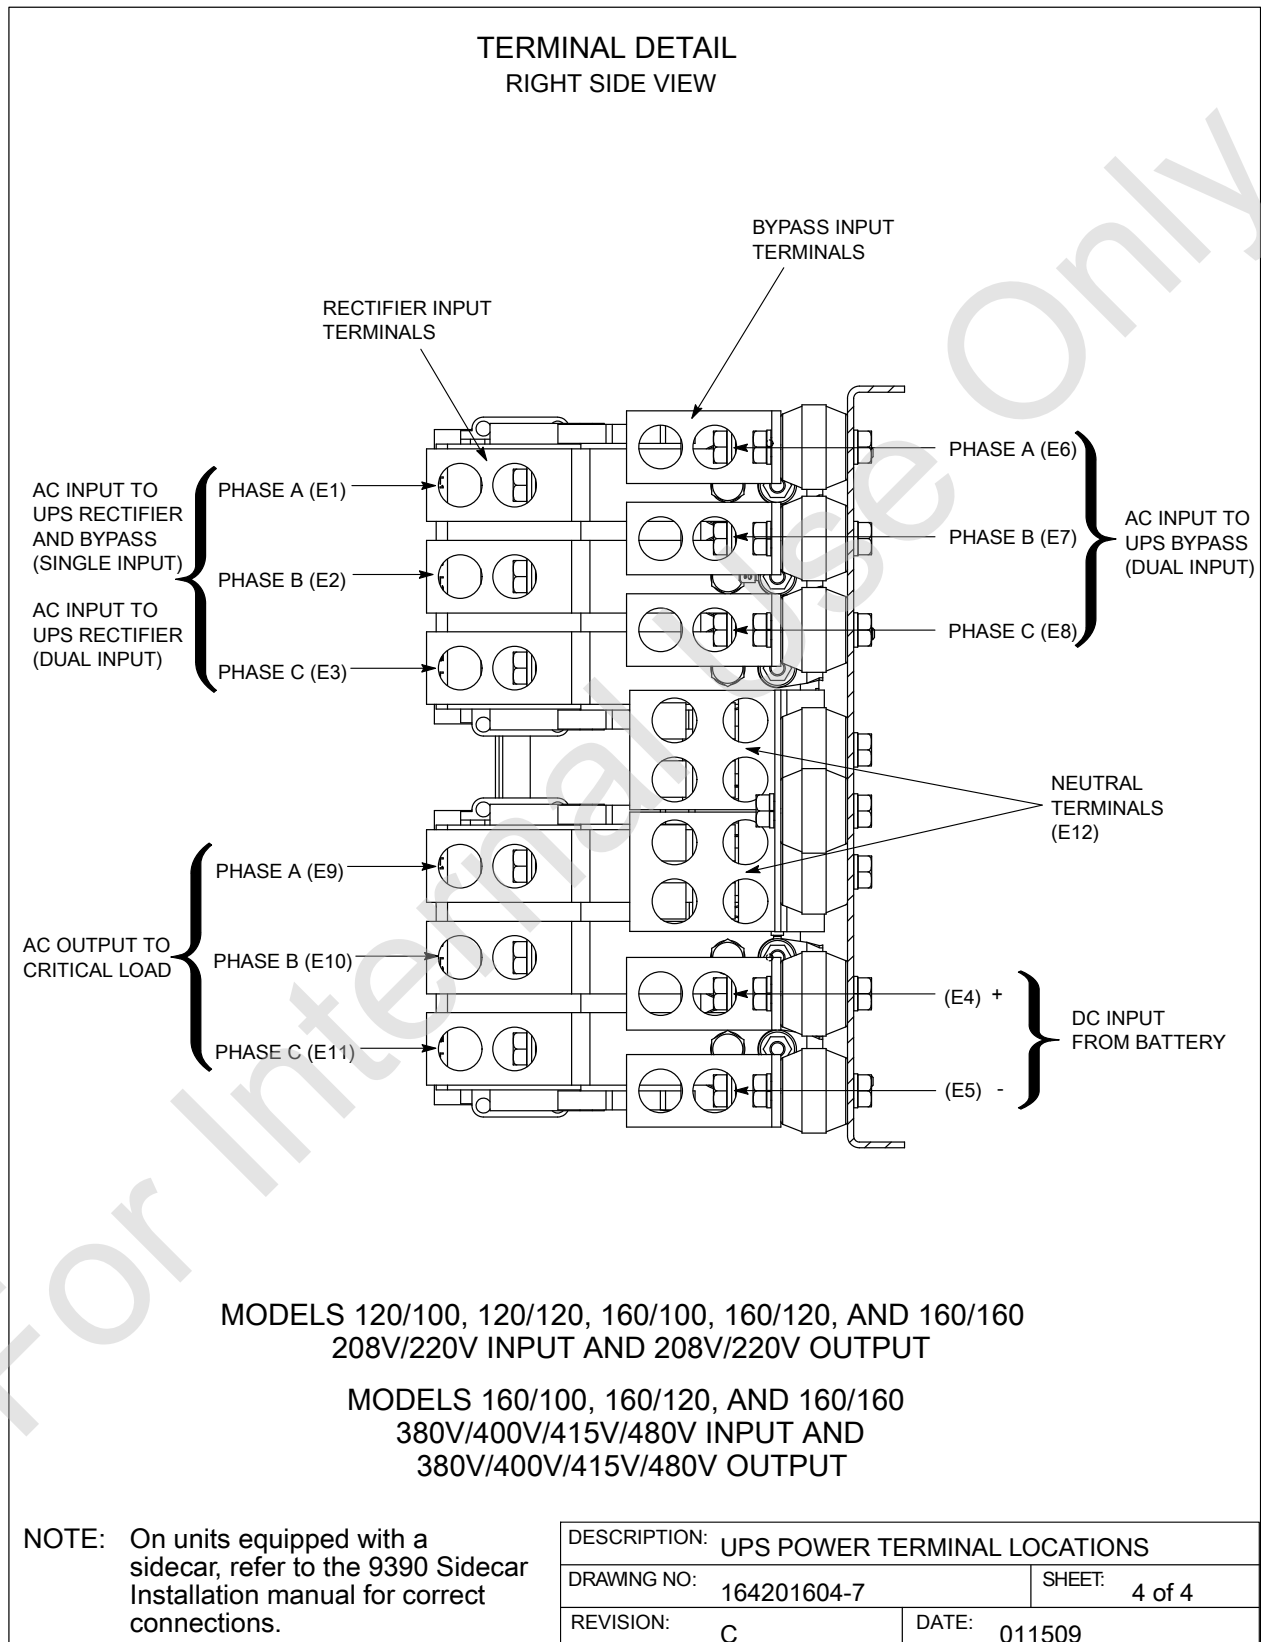 TERMINAL DETAIL
RIGHT SIDE VIEW
BYPASS INPUT
TERMINALS
RECTIFIER INPUT
TERMINALS
AC INPUT TO
UPS RECTIFIER
AND BYPASS
(SINGLE INPUT)
AC INPUT TO
UPS RECTIFIER
(DUAL INPUT)
PHASE A (E1)
PHASE B (E2)
PHASE C (E3)
PHASE A (E6)
PHASE B (E7)
PHASE C (E8)
AC INPUT TO
UPS BYPASS
(DUAL INPUT)
NEUTRAL
TERMINALS
(E12)
AC OUTPUT TO
CRITICAL LOAD
PHASE A (E9)
PHASE B (E10)
PHASE C (E11)
(E4) +
(E5) -
DC INPUT
FROM BATTERY
For Internal Use Only
MODELS 120/100, 120/120, 160/100, 160/120, AND 160/160
208V/220V INPUT AND 208V/220V OUTPUT
MODELS 160/100, 160/120, AND 160/160
380V/400V/415V/480V INPUT AND
380V/400V/415V/480V OUTPUT
NOTE: On units equipped with a
sidecar, refer to the 9390 Sidecar
Installation manual for correct
connections.
DESCRIPTION: UPS POWER TERMINAL LOCATIONS
DRAWING NO: 164201604-7 SHEET: 4 of 4
REVISION: C DATE: 011509